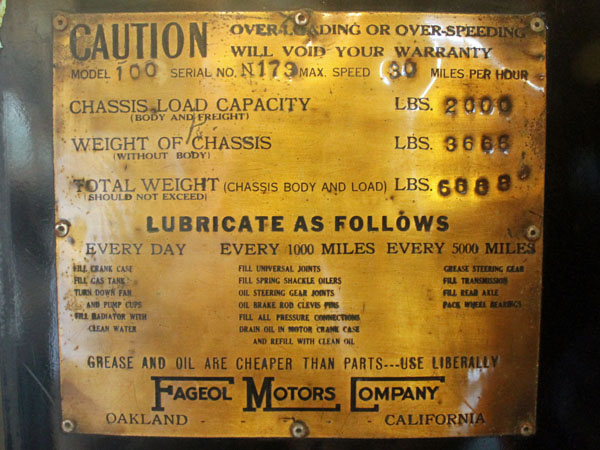 CAUTION
OVER-LOADING OR OVER-SPEEDING
WILL VOID YOUR WARRANTY
MODEL 100 SERIAL NO. N173 MAX. SPEED 30 MILES PER HOUR
CHASSIS LOAD CAPACITY LBS. 2000
(BODY AND FREIGHT)
WEIGHT OF CHASSIS LBS.
(WITHOUT BODY)
TOTAL WEIGHT (CHASSIS BODY AND LOAD) LBS.
(SHOULD NOT EXCEED)
LUBRICATE AS FOLLOWS
EVERY DAY
FILL CRANK CASE
FILL GAS TANK
TURN DOWN FAN
AND PUMP CUPS
FILL RADIATOR WITH
CLEAN WATER
EVERY 1000 MILES
FILL UNIVERSAL JOINTS
FILL SPRING SHACKLE OILERS
OIL STEERING GEAR JOINTS
OIL BRAKE ROD CLEVIS PINS
FILL ALL PRESSURE CONNECTIONS
DRAIN OIL IN MOTOR CRANK CASE
AND REFILL WITH CLEAN OIL
EVERY 5000 MILES
GREASE STEERING GEAR
FILL TRANSMISSION
FILL REAR AXLE
PACK WHEEL BEARINGS
GREASE AND OIL ARE CHEAPER THAN PARTS---USE LIBERALLY
FAGEOL MOTORS COMPANY
OAKLAND CALIFORNIA